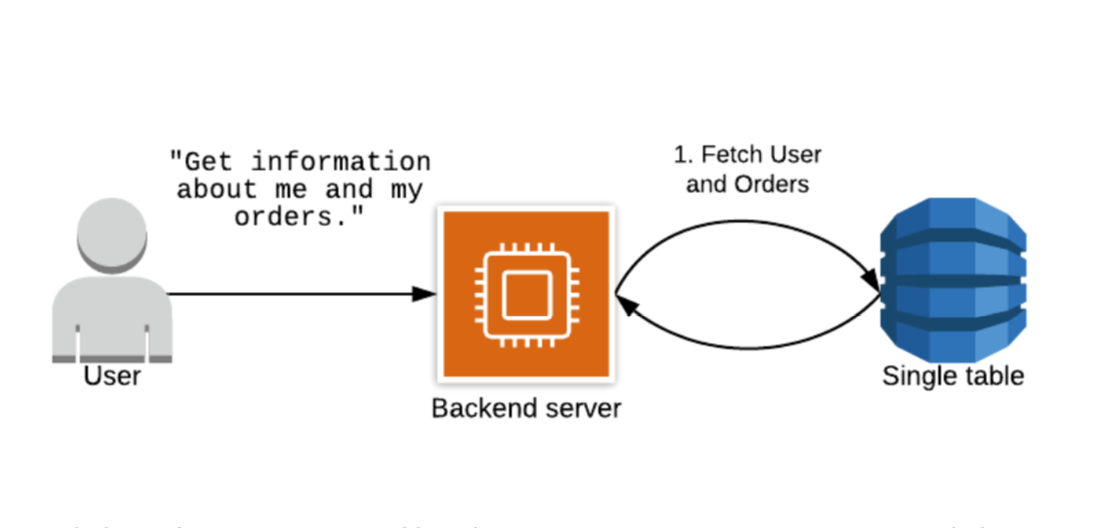 "Get information
about me and my
orders."
1. Fetch User
and Orders
User
Backend server
Single table